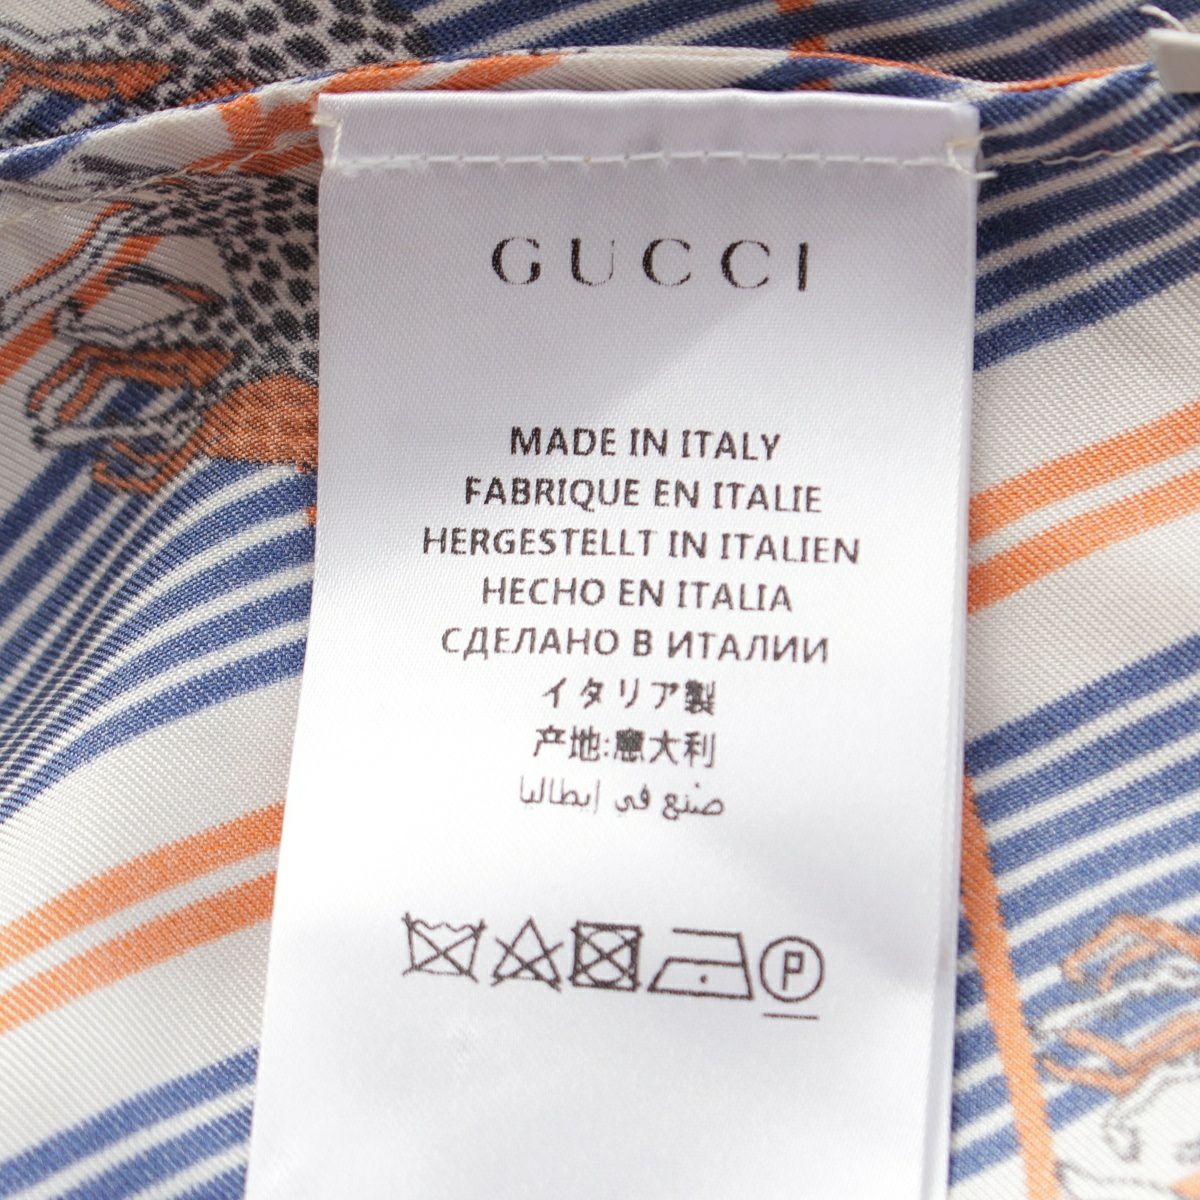 GUCCI
MADE IN ITALY
FABRIQUE EN ITALIE
HERGESTELLT IN ITALIEN
HECHO EN ITALIA
СДЕЛАНО В ИТАЛИИ
イタリア製
产地:意大利
صنع في إيطاليا
P